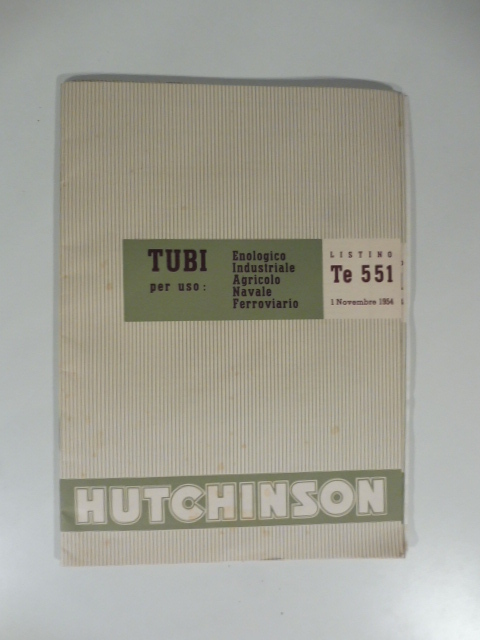 TUBI
per uso:
Enologico
Industriale
Agricolo
Navale
Ferroviario
LISTINO
Te 551
1 Novembre 1954
HUTCHINSON